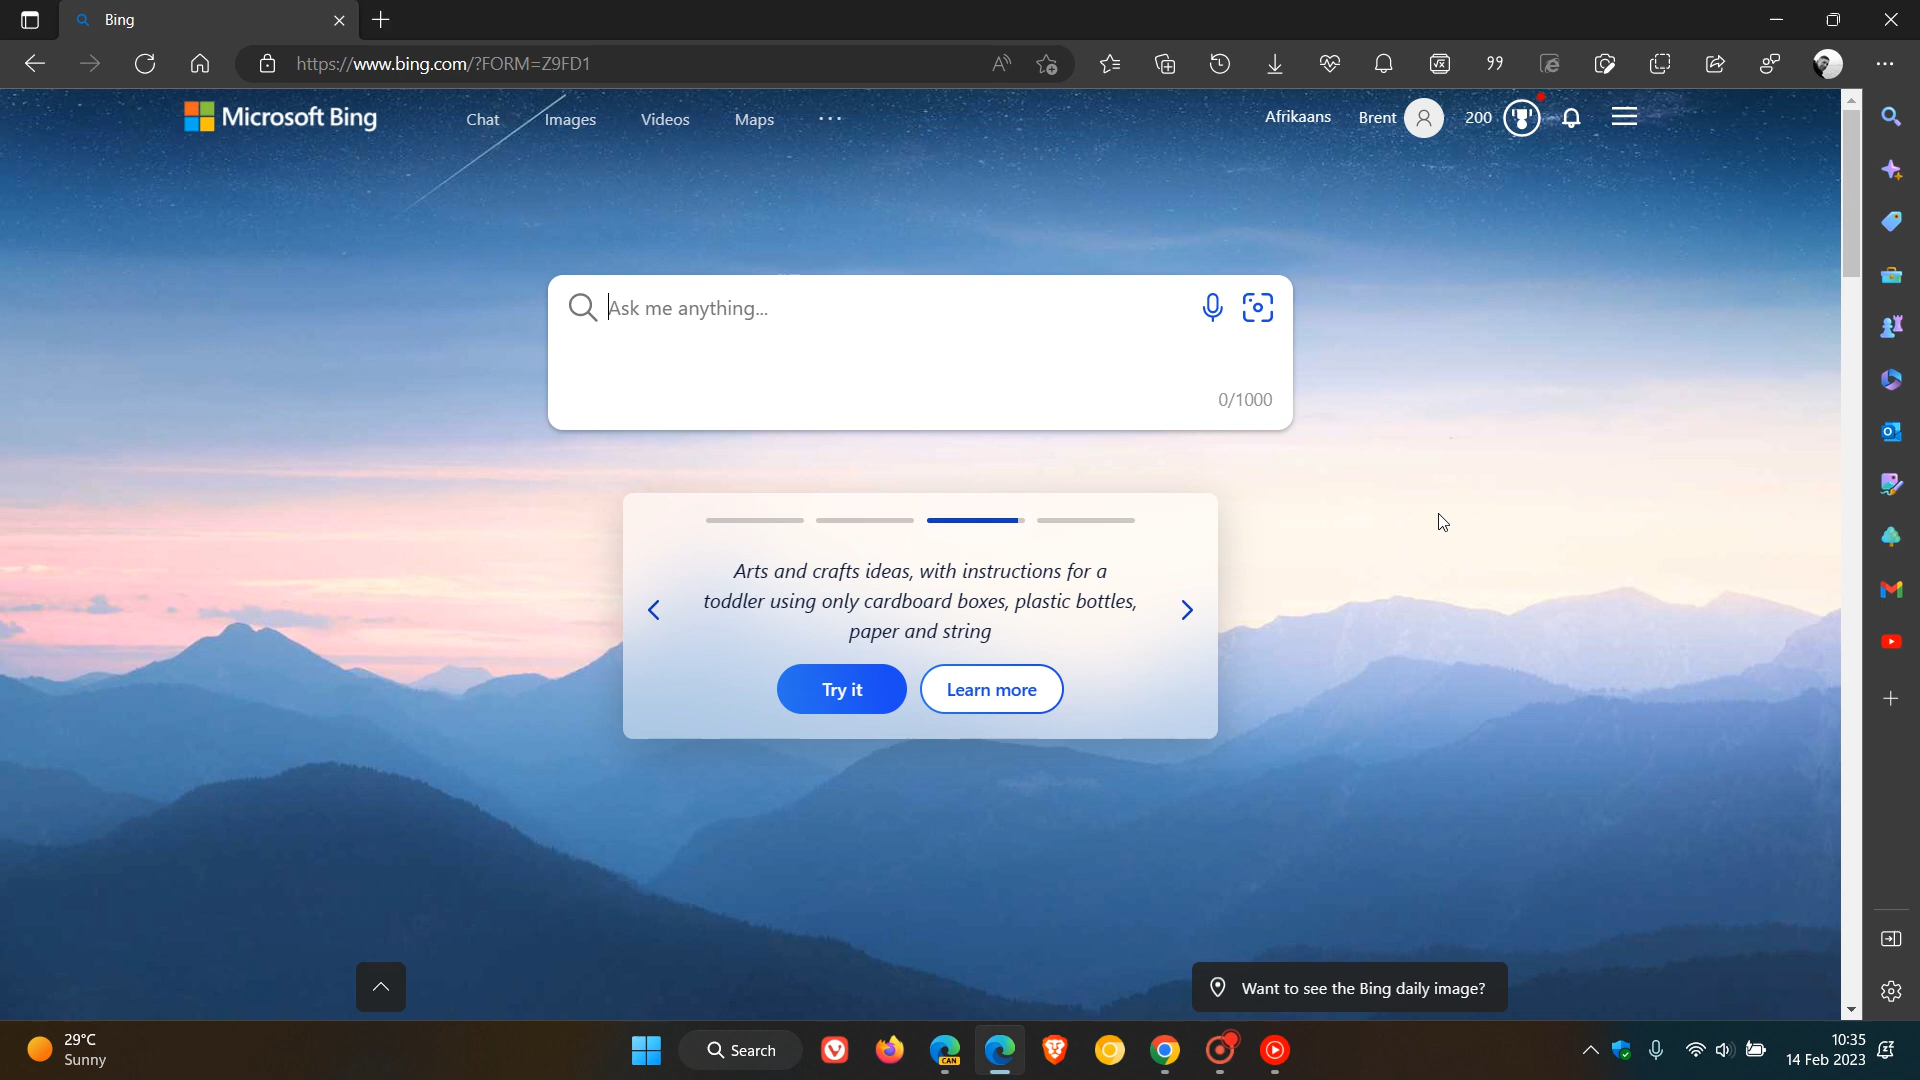 Bing
https://www.bing.com/?FORM=Z9FD1
Microsoft Bing
Chat
Images
Videos
Maps
Afrikaans
Brent
200
Ask me anything...
0/1000
Arts and crafts ideas, with instructions for a
toddler using only cardboard boxes, plastic bottles,
paper and string
Try it
Learn more
Want to see the Bing daily image?
29°C
Sunny
Search
CAN
10:35
14 Feb 2023